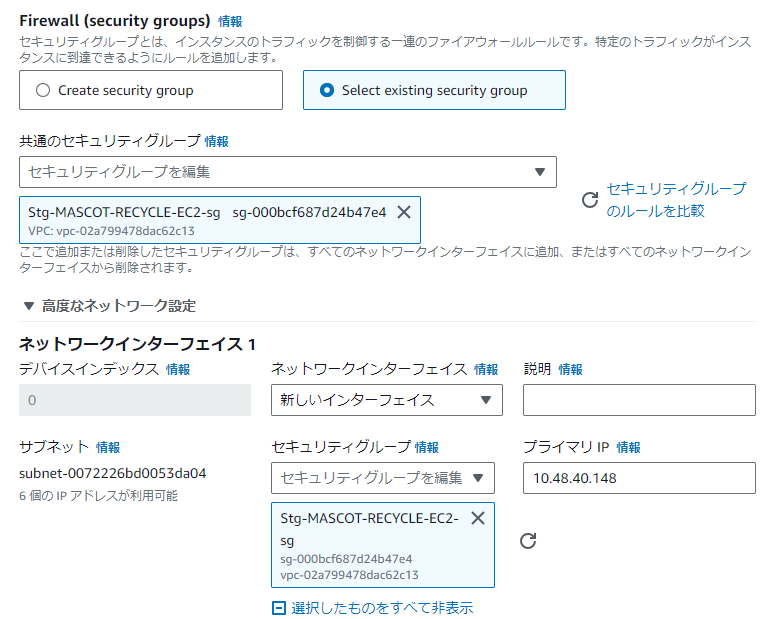 Firewall (security groups) 情報
セキュリティグループとは、インスタンスのトラフィックを制御する一連のファイアウォールルールです。特定のトラフィックがインス
タンスに到達できるようにルールを追加します。
Create security group
Select existing security group
共通のセキュリティグループ 情報
セキュリティグループを編集
Stg-MASCOT-RECYCLE-EC2-sg sg-000bcf687d24b47e4
VPC: vpc-02a799478dac62c13
セキュリティグループ
のルールを比較
ここで追加または削除したセキュリティグループは、すべてのネットワークインターフェイスに追加、またはすべてのネットワークイン
ターフェイスから削除されます。
高度なネットワーク設定
ネットワークインターフェイス 1
デバイスインデックス 情報
0
ネットワークインターフェイス 情報
新しいインターフェイス
説明 情報
サブネット 情報
subnet-0072226bd0053da04
6 個の IP アドレスが利用可能
セキュリティグループ 情報
セキュリティグループを編集
Stg-MASCOT-RECYCLE-EC2-
sg
sg-000bcf687d24b47e4
vpc-02a799478dac62c13
選択したものをすべて非表示
プライマリ IP 情報
10.48.40.148